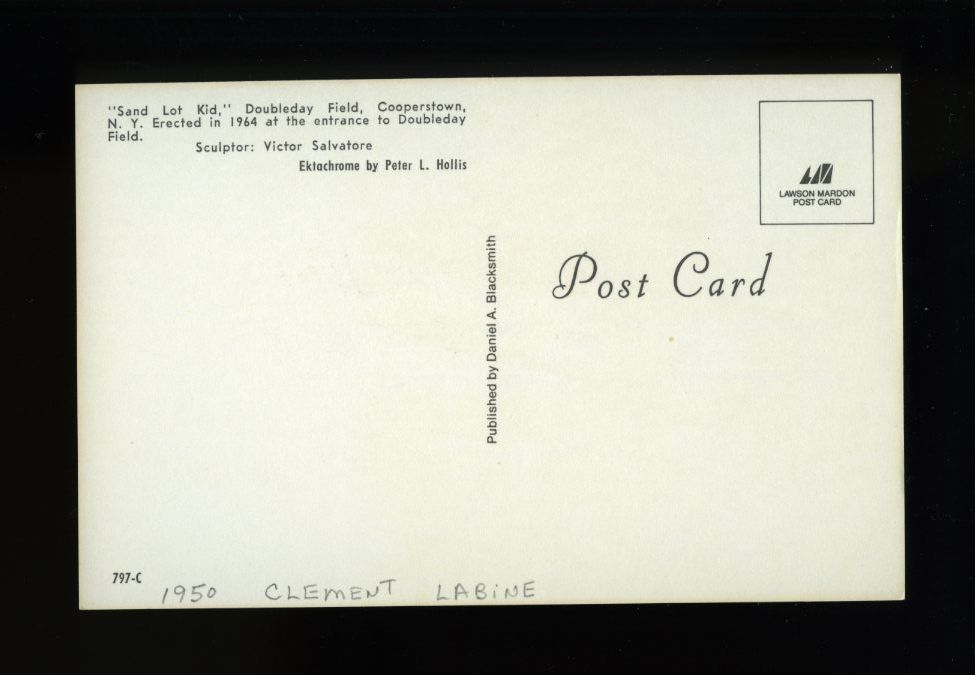 "Sand Lot Kid," Doubleday Field, Cooperstown,
N. Y. Erected in 1964 at the entrance to Doubleday
Field.
Sculptor: Victor Salvatore
Ektachrome by Peter L. Hollis
LAWSON MARDON
POST CARD
Post Card
Published by Daniel A. Blacksmith
797-C
1950 CLEMENT LABINE